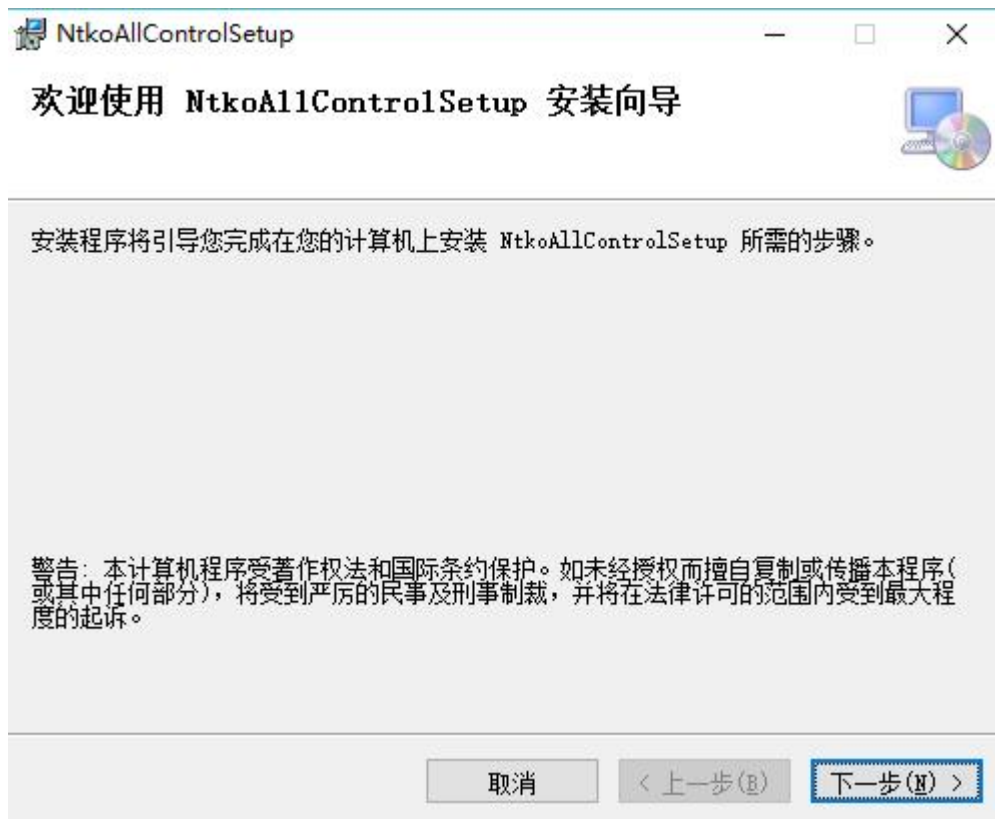 NtkoAllControlSetup
欢迎使用 NtkoAllControlSetup 安装向导
安装程序将引导您完成在您的计算机上安装 NtkoAllControlSetup 所需的步骤。
警告: 本计算机程序受著作权法和国际条约保护。如未经授权而擅自复制或传播本程序(
或其中任何部分)，将受到严厉的民事及刑事制裁，并将在法律许可的范围内受到最大程
度的起诉。
取消 < 上一步(B) 下一步(N) >